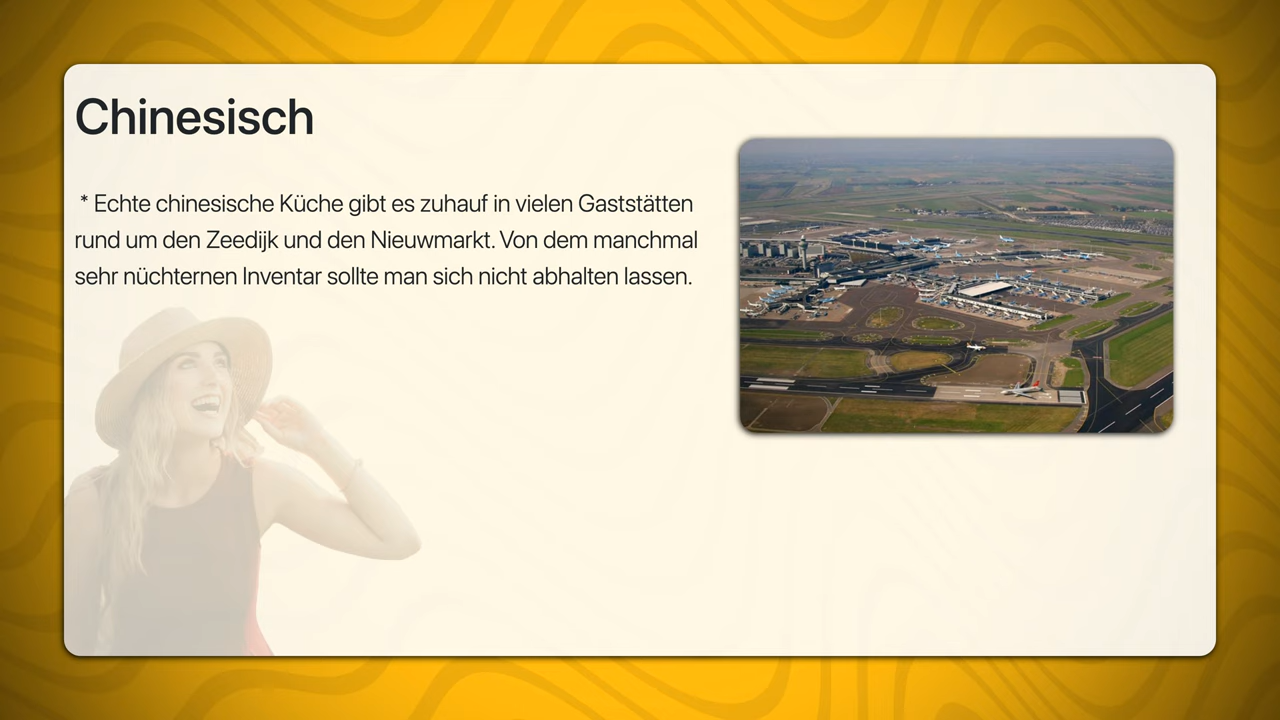 Chinesisch
* Echte chinesische Küche gibt es zuhauf in vielen Gaststätten
rund um den Zeedijk und den Nieuwmarkt. Von dem manchmal
sehr nüchternen Inventar sollte man sich nicht abhalten lassen.